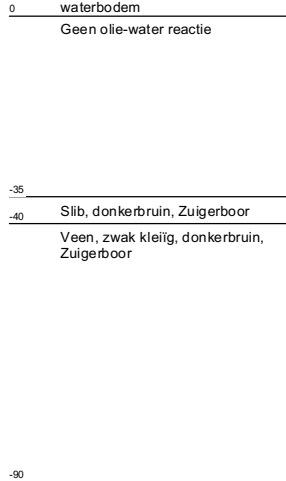 0 waterbodem
Geen olie-water reactie
-35
-40 Slib, donkerbruin, Zuigerboor
Veen, zwak kleiïg, donkerbruin,
Zuigerboor
-90